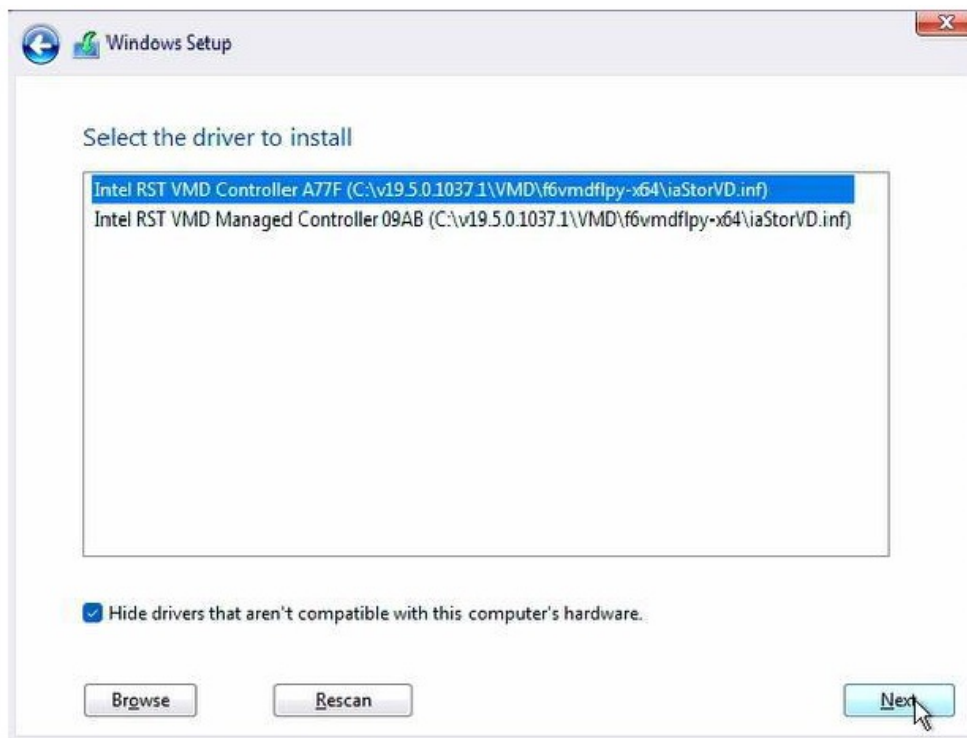 Windows Setup
Select the driver to install
Intel RST VMD Controller A77F (C:\v19.5.0.1037.1\VMD\f6vmdflpy-x64\iaStorVD.inf)
Intel RST VMD Managed Controller 09AB (C:\v19.5.0.1037.1\VMD\f6vmdflpy-x64\iaStorVD.inf)
Hide drivers that aren't compatible with this computer's hardware.
Browse
Rescan
Next